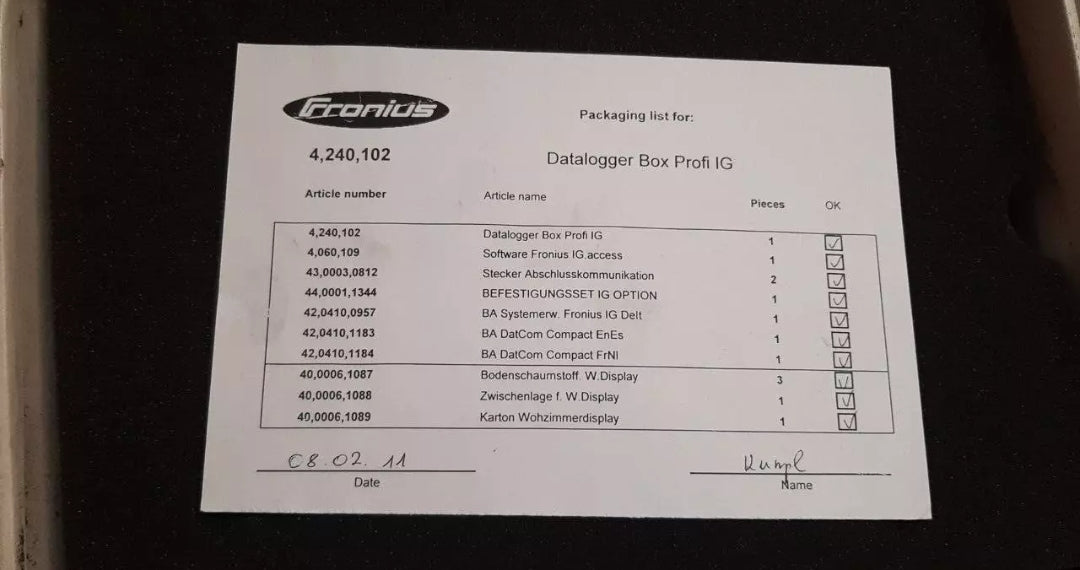 Fronius
Packaging list for:
4,240,102
Datalogger Box Profi IG
Article number Article name Pieces OK
4,240,102 Datalogger Box Profi IG 1
4,060,109 Software Fronius IG.access 1
43,0003,0812 Stecker Abschlusskommunikation 2
44,0001,1344 BEFESTIGUNGSSET IG OPTION 1
42,0410,0957 BA Systemerw. Fronius IG Delt 1
42,0410,1183 BA DatCom Compact EnEs 1
42,0410,1184 BA DatCom Compact FrNl 1
40,0006,1087 Bodenschaumstoff. W.Display 3
40,0006,1088 Zwischenlage f. W.Display 1
40,0006,1089 Karton Wohzimmerdisplay 1
08.02.11
Date Name